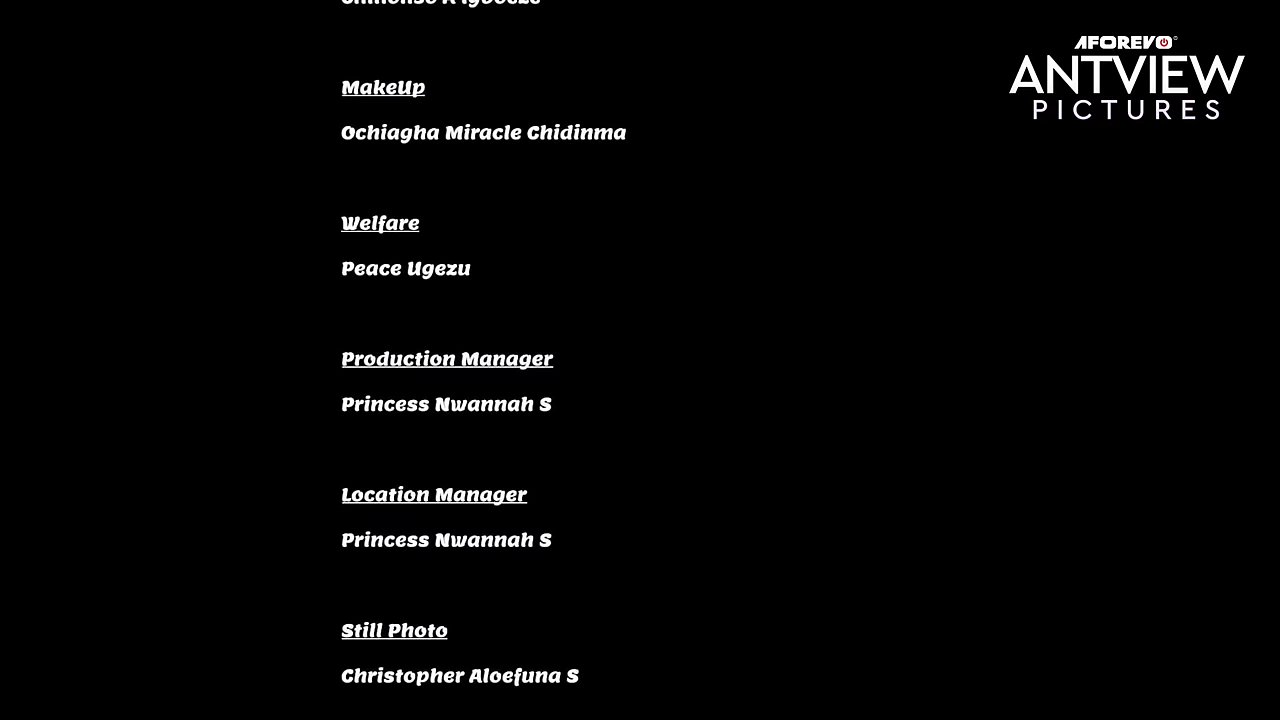 AFOREVO
ANTVIEW
PICTURES
MakeUp
Ochiagha Miracle Chidinma
Welfare
Peace Ugezu
Production Manager
Princess Nwannah S
Location Manager
Princess Nwannah S
Still Photo
Christopher Aloefuna S